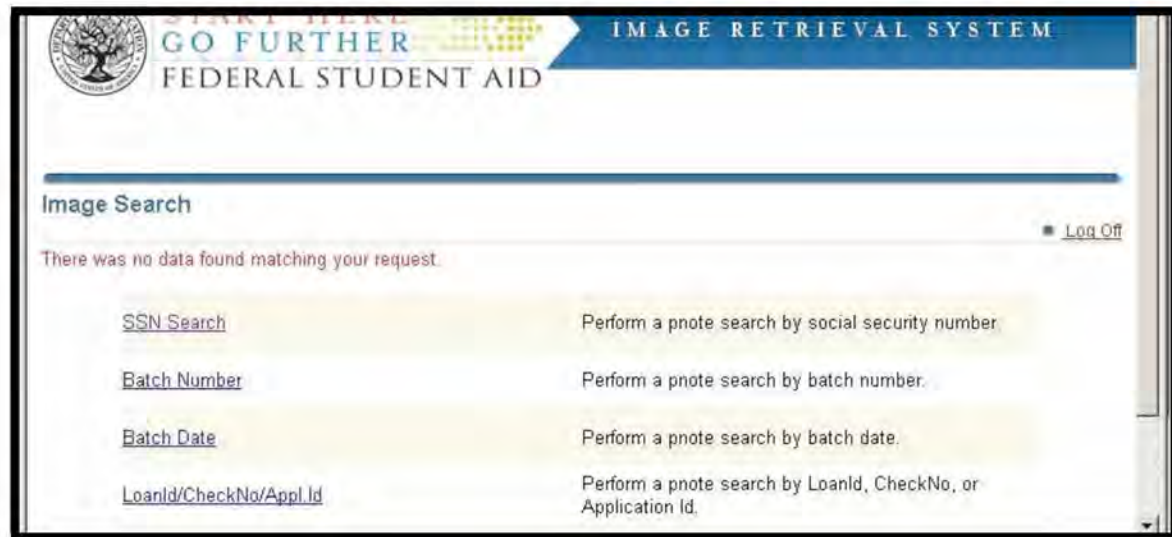 START HERE
GO FURTHER
FEDERAL STUDENT AID
IMAGE RETRIEVAL SYSTEM
Image Search
Log Off
There was no data found matching your request.
SSN Search Perform a pnote search by social security number.
Batch Number Perform a pnote search by batch number.
Batch Date Perform a pnote search by batch date.
LoanId/CheckNo/Appl.Id Perform a pnote search by LoanId, CheckNo, or
Application Id.